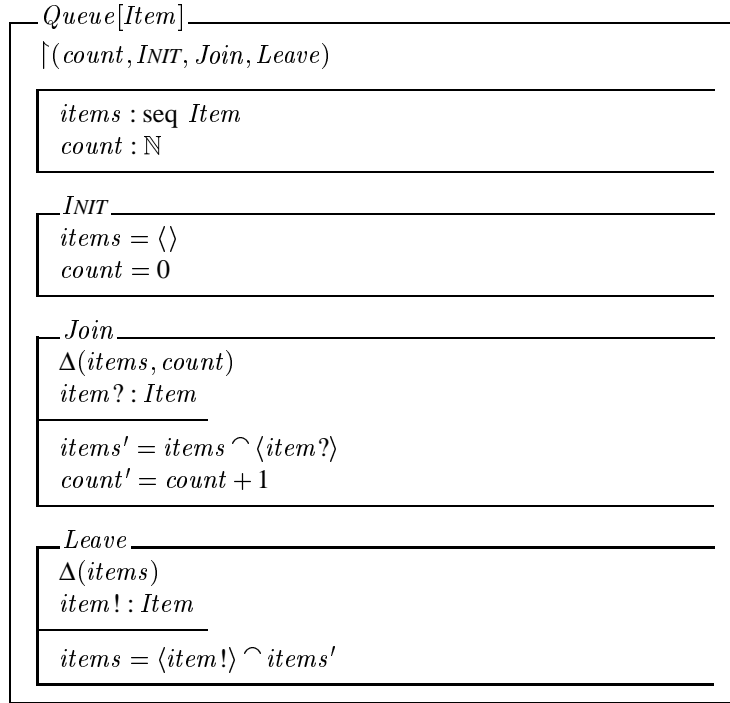 Queue[Item]
↾(count, INIT, Join, Leave)
items : seq Item
count : ℕ
INIT
items = ⟨ ⟩
count = 0
Join
Δ(items, count)
item? : Item
items′ = items ⌢ ⟨item?⟩
count′ = count + 1
Leave
Δ(items)
item! : Item
items = ⟨item!⟩ ⌢ items′